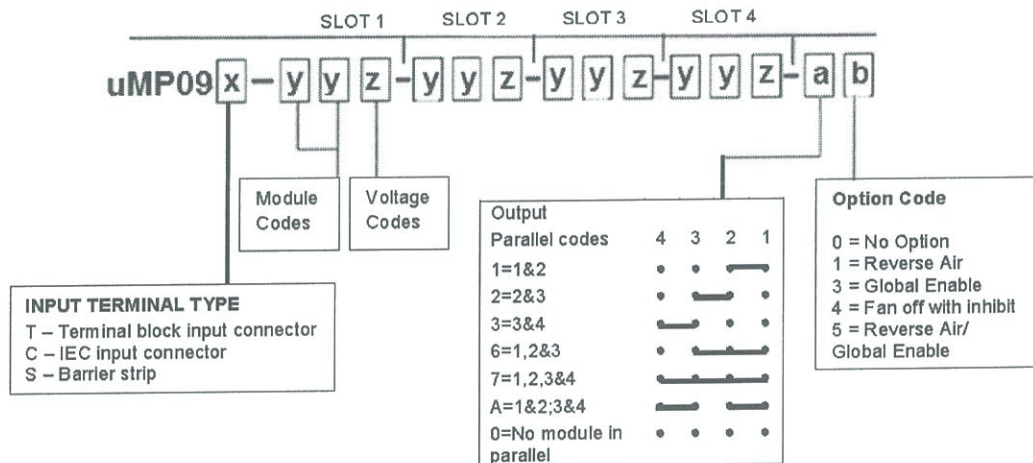 SLOT 1 SLOT 2 SLOT 3 SLOT 4
uMP09 x - y y z - y y z - y y z - y y z - a b
Module
Codes
Voltage
Codes
INPUT TERMINAL TYPE
T – Terminal block input connector
C – IEC input connector
S – Barrier strip
Output
Parallel codes 4 3 2 1
1=1&2
2=2&3
3=3&4
6=1,2&3
7=1,2,3&4
A=1&2;3&4
0=No module in
parallel
Option Code
0 = No Option
1 = Reverse Air
3 = Global Enable
4 = Fan off with inhibit
5 = Reverse Air/
Global Enable